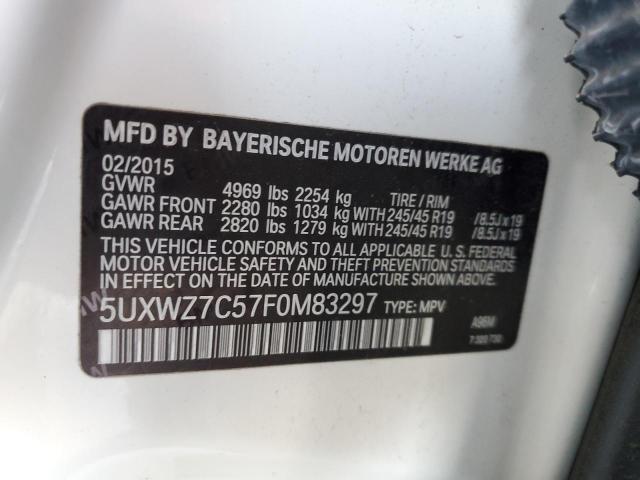 MFD BY BAYERISCHE MOTOREN WERKE AG
02/2015
GVWR 4969 lbs 2254 kg TIRE / RIM
GAWR FRONT 2280 lbs 1034 kg WITH 245/45 R19 /8.5J x 19
GAWR REAR 2820 lbs 1279 kg WITH 245/45 R19 /8.5J x 19
THIS VEHICLE CONFORMS TO ALL APPLICABLE U. S. FEDERAL
MOTOR VEHICLE SAFETY AND THEFT PREVENTION STANDARDS
IN EFFECT ON THE DATE OF MANUFACTURE SHOWN ABOVE.
5UXWZ7C57F0M83297 TYPE: MPV
A96M